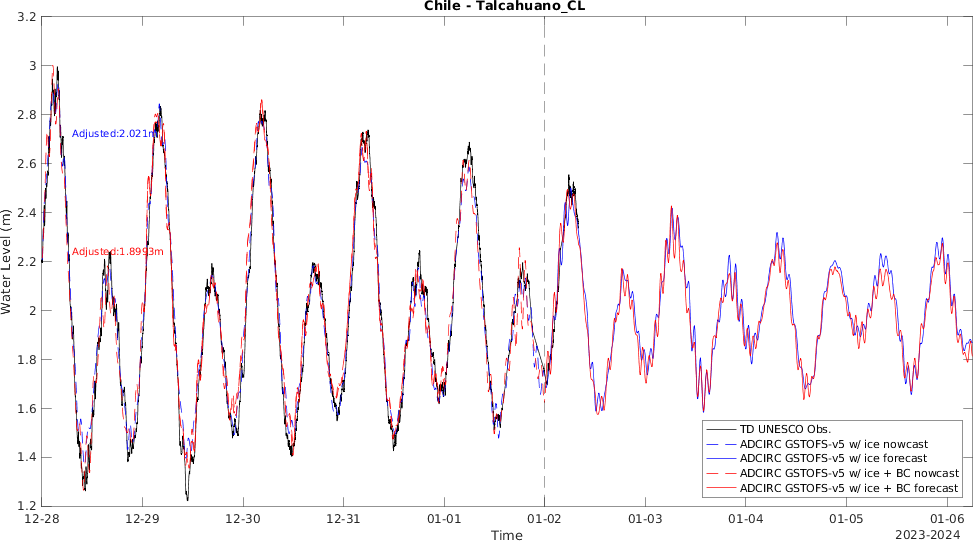 Chile - Talcahuano_CL
3.2
3
2.8
2.6
2.4
2.2
2
1.8
1.6
1.4
1.2
Water Level (m)
Adjusted:2.021m
Adjusted:1.8993m
TD UNESCO Obs.
ADCIRC GSTOFS-v5 w/ ice nowcast
ADCIRC GSTOFS-v5 w/ ice forecast
ADCIRC GSTOFS-v5 w/ ice + BC nowcast
ADCIRC GSTOFS-v5 w/ ice + BC forecast
12-28 12-29 12-30 12-31 01-01 01-02 01-03 01-04 01-05 01-06
Time
2023-2024